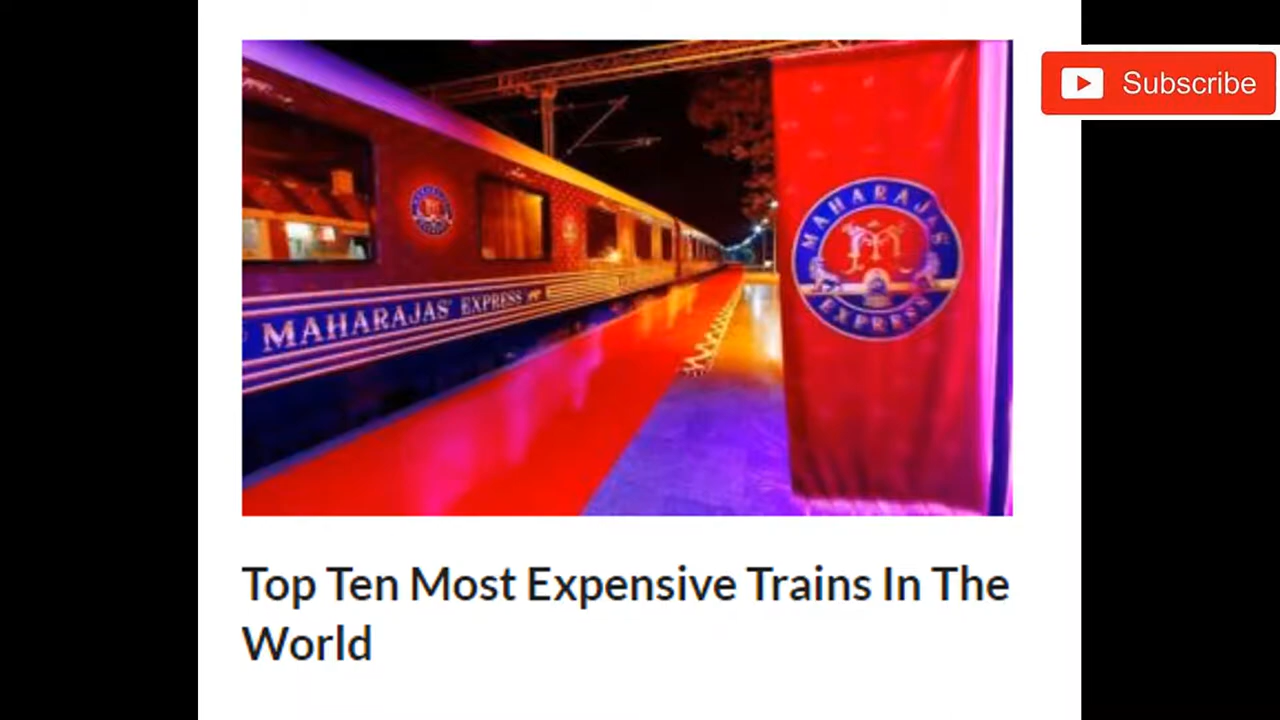 Subscribe
MAHARAJAS
EXPRESS
MAHARAJAS' EXPRESS
Top Ten Most Expensive Trains In The
World